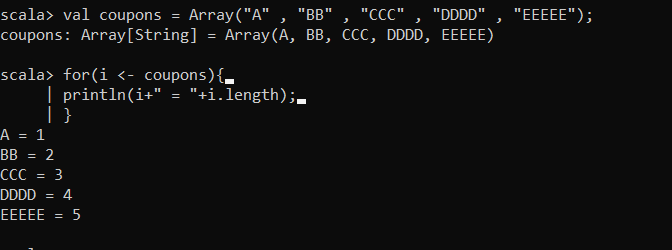 scala> val coupons = Array("A" , "BB" , "CCC" , "DDDD" , "EEEEE");
coupons: Array[String] = Array(A, BB, CCC, DDDD, EEEEE)
scala> for(i <- coupons){
| println(i+" = "+i.length);
| }
A = 1
BB = 2
CCC = 3
DDDD = 4
EEEEE = 5